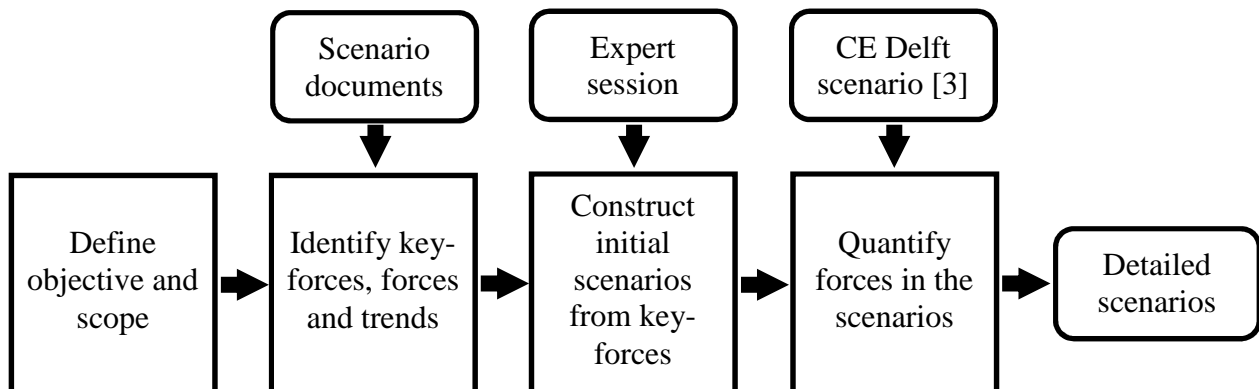 Scenario
documents
Expert
session
CE Delft
scenario [3]
Define
objective and
scope
Identify key-
forces, forces
and trends
Construct
initial
scenarios
from key-
forces
Quantify
forces in the
scenarios
Detailed
scenarios